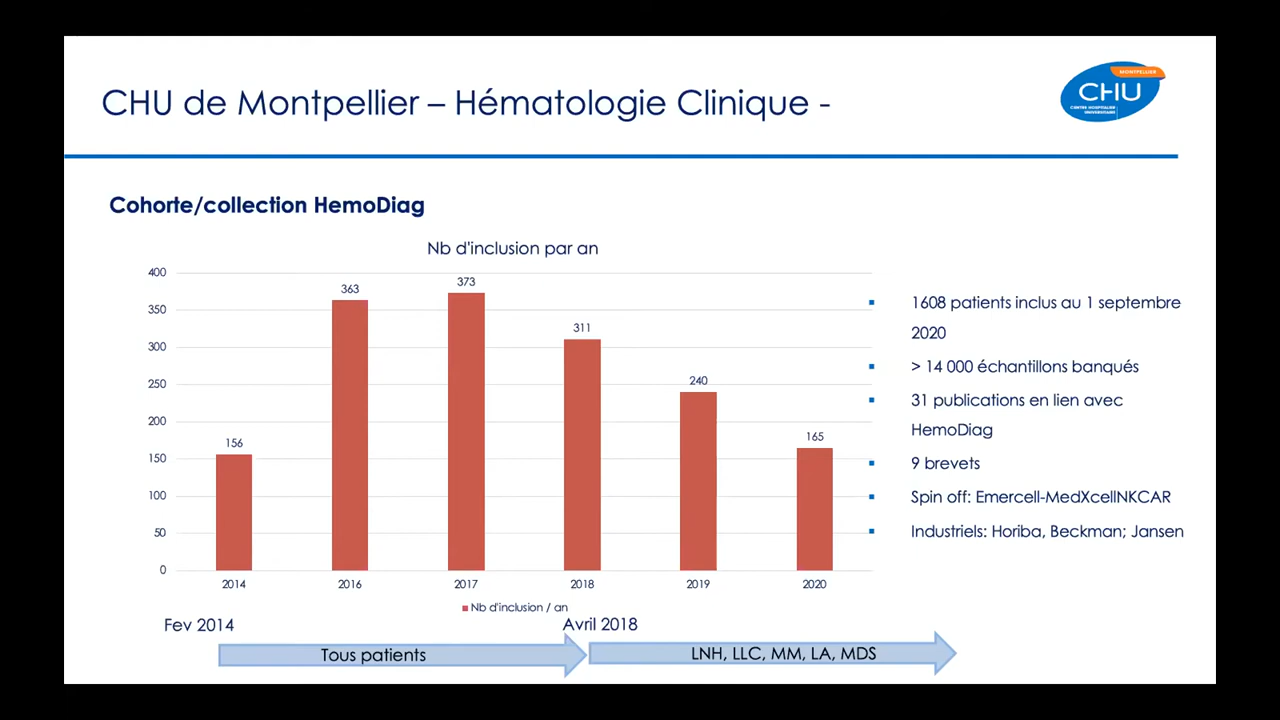 CHU de Montpellier – Hématologie Clinique -
MONTPELLIER
CHU
CENTRE HOSPITALIER
UNIVERSITAIRE
Cohorte/collection HemoDiag
Nb d'inclusion par an
400
350
300
250
200
150
100
50
0
156
363
373
311
240
165
2014
2016
2017
2018
2019
2020
Nb d'inclusion / an
1608 patients inclus au 1 septembre
2020
> 14 000 échantillons banqués
31 publications en lien avec
HemoDiag
9 brevets
Spin off: Emercell-MedXcellNKCAR
Industriels: Horiba, Beckman; Jansen
Fev 2014
Avril 2018
Tous patients
LNH, LLC, MM, LA, MDS